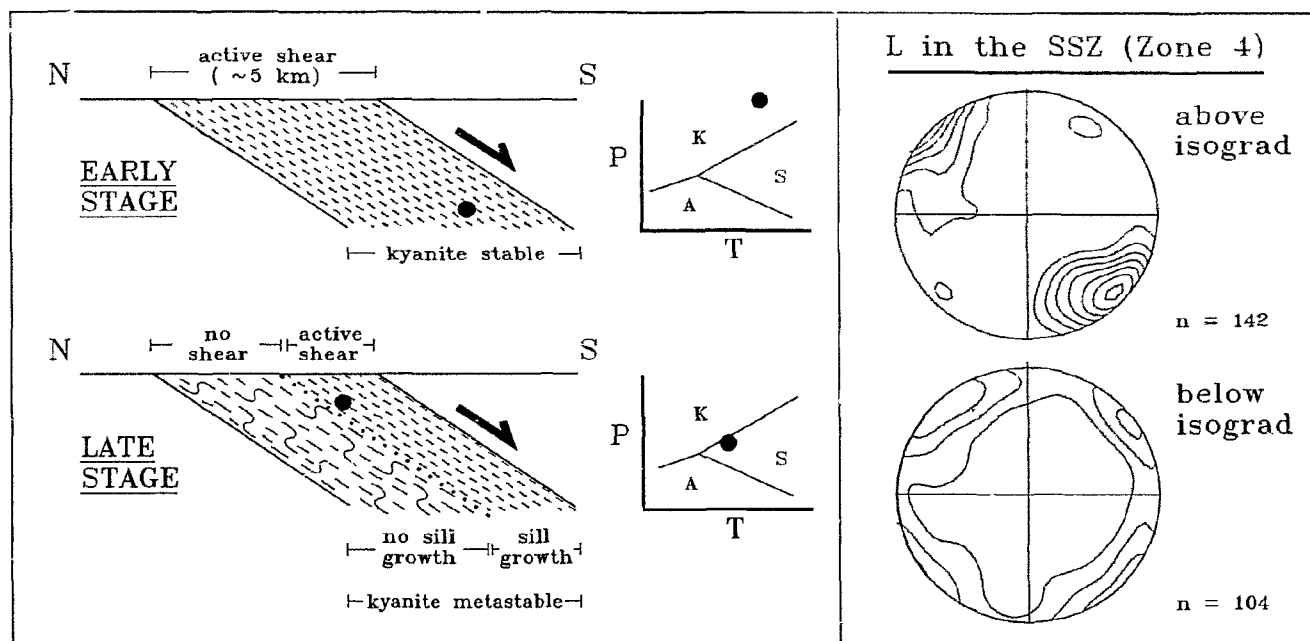 N
active shear
( ~5 km)
S
EARLY
STAGE
kyanite stable
P
K
S
A
T
N
no
shear
active
shear
S
LATE
STAGE
no sill
growth
sill
growth
kyanite metastable
P
K
S
A
T
L in the SSZ (Zone 4)
above
isograd
n = 142
below
isograd
n = 104